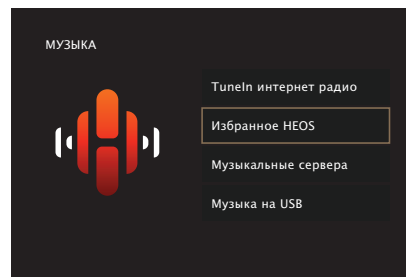 МУЗЫКА
TuneIn интернет радио
Избранное HEOS
Музыкальные сервера
Музыка на USB